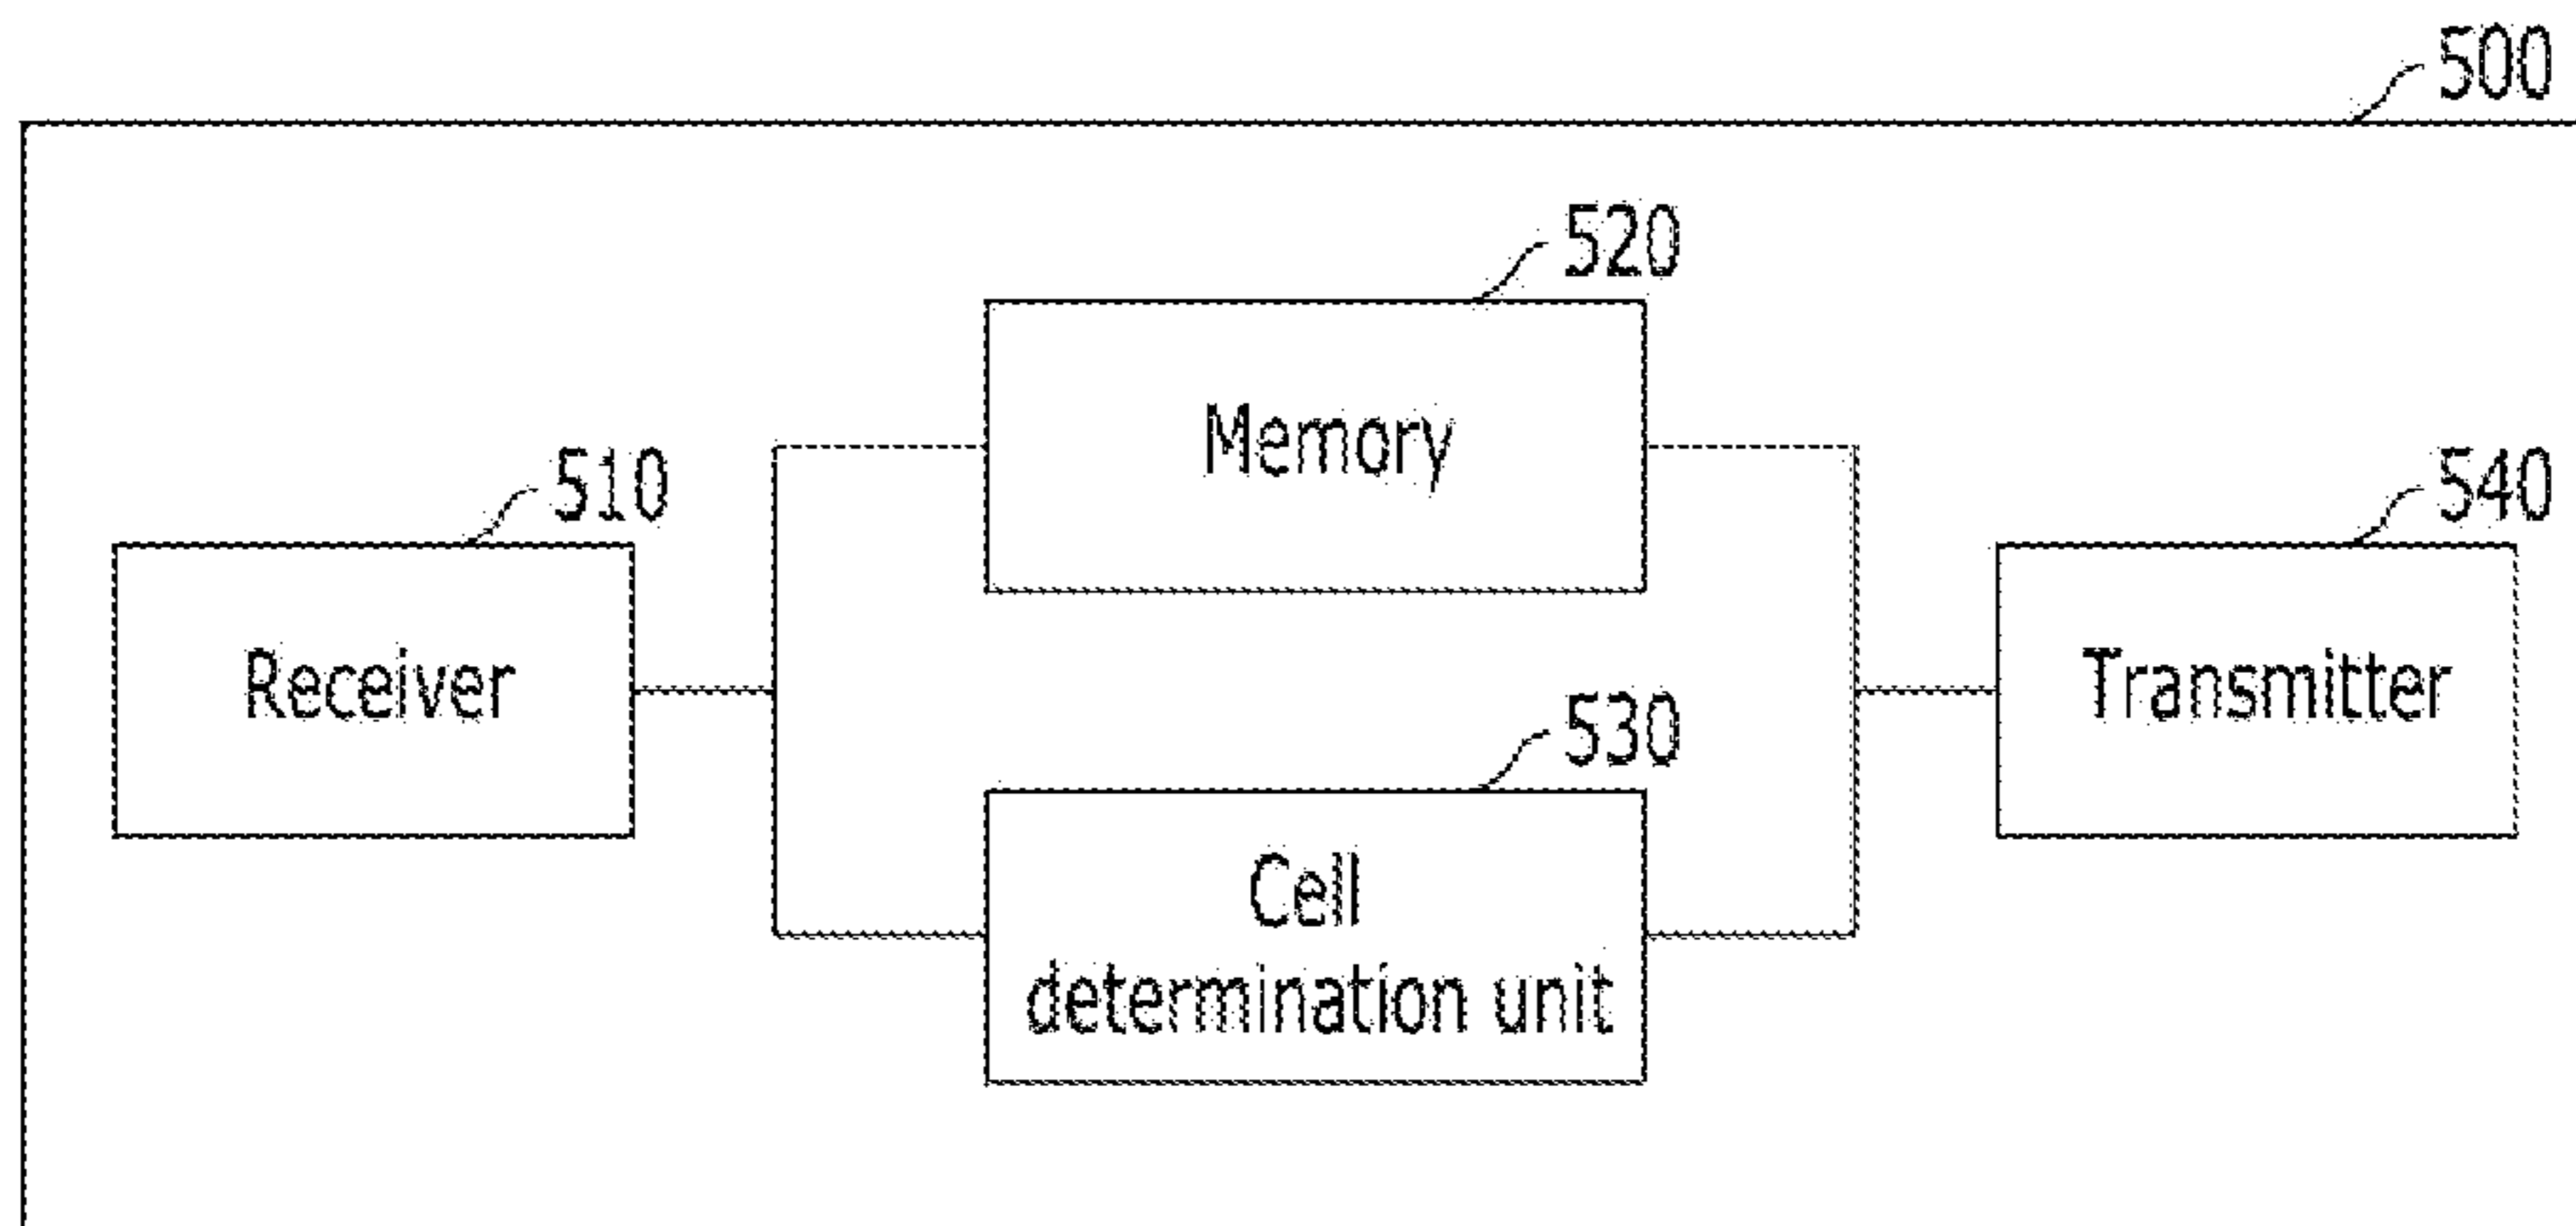 500
520
Memory
510
540
Receiver
Transmitter
530
Cell
determination unit